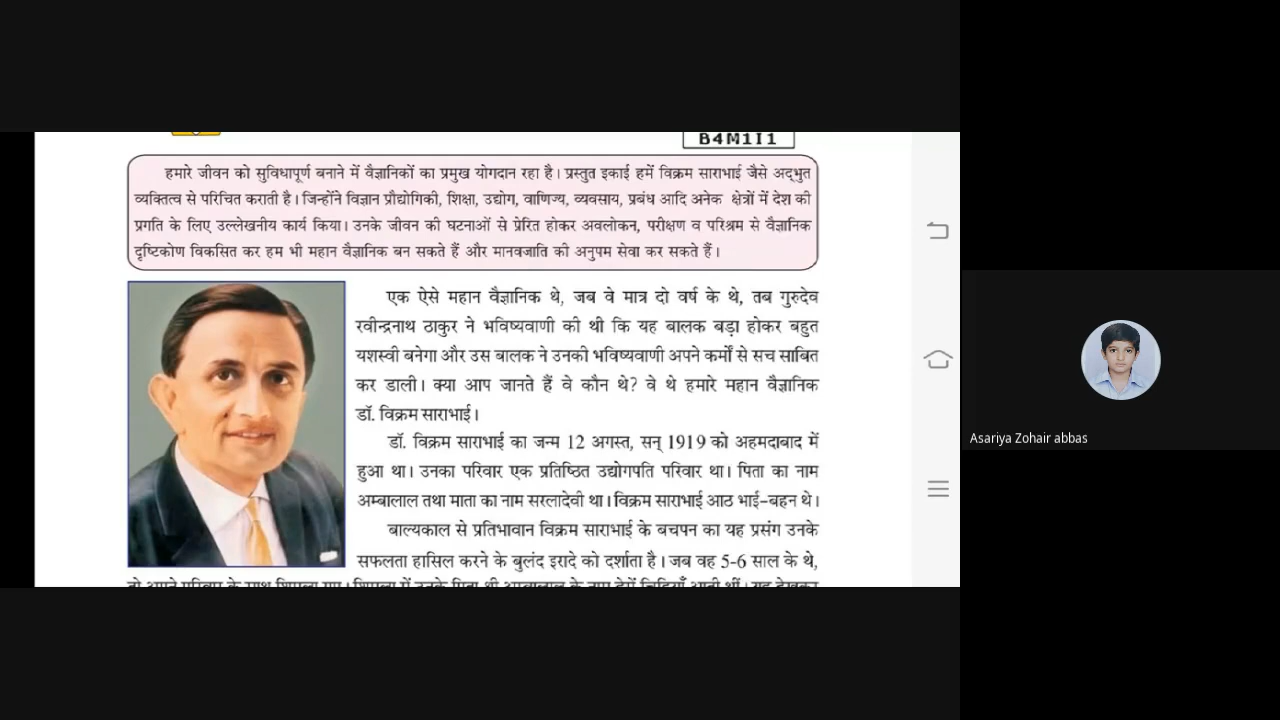 B4M1I1
हमारे जीवन को सुविधापूर्ण बनाने में वैज्ञानिकों का प्रमुख योगदान रहा है। प्रस्तुत इकाई हमें विक्रम साराभाई जैसे अद्‌भुत
व्यक्तित्व से परिचित कराती है। जिन्होंने विज्ञान प्रौद्योगिकी, शिक्षा, उद्योग, वाणिज्य, व्यवसाय, प्रबंध आदि अनेक क्षेत्रों में देश की
प्रगति के लिए उल्लेखनीय कार्य किया। उनके जीवन की घटनाओं से प्रेरित होकर अवलोकन, परीक्षण व परिश्रम से वैज्ञानिक
दृष्टिकोण विकसित कर हम भी महान वैज्ञानिक बन सकते हैं और मानवजाति की अनुपम सेवा कर सकते हैं।
एक ऐसे महान वैज्ञानिक थे, जब वे मात्र दो वर्ष के थे, तब गुरुदेव
रवीन्द्रनाथ ठाकुर ने भविष्यवाणी की थी कि यह बालक बड़ा होकर बहुत
यशस्वी बनेगा और उस बालक ने उनकी भविष्यवाणी अपने कर्मों से सच साबित
कर डाली। क्या आप जानते हैं वे कौन थे? वे थे हमारे महान वैज्ञानिक
डॉ. विक्रम साराभाई।
डॉ. विक्रम साराभाई का जन्म 12 अगस्त, सन् 1919 को अहमदाबाद में
हुआ था। उनका परिवार एक प्रतिष्ठित उद्योगपति परिवार था। पिता का नाम
अम्बालाल तथा माता का नाम सरलादेवी था। विक्रम साराभाई आठ भाई-बहन थे।
बाल्यकाल से प्रतिभावान विक्रम साराभाई के बचपन का यह प्रसंग उनके
सफलता हासिल करने के बुलंद इरादे को दर्शाता है। जब वह 5-6 साल के थे,
Asariya Zohair abbas